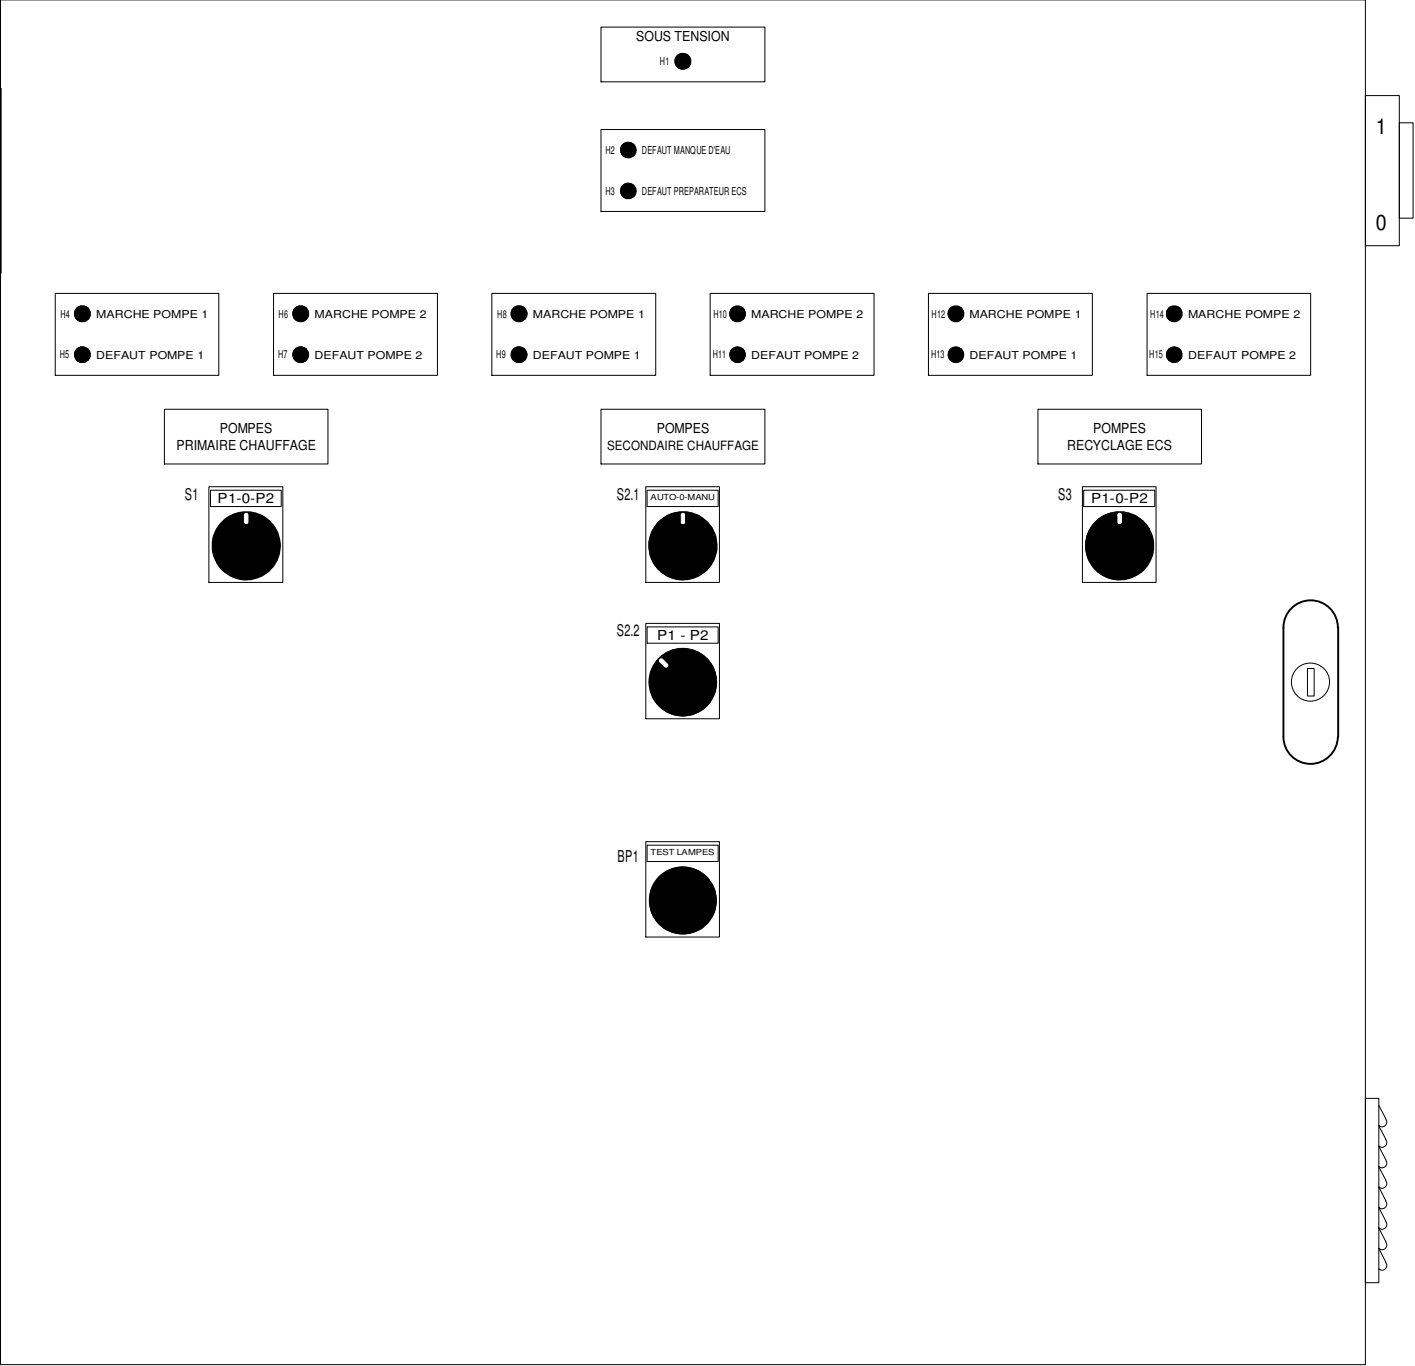 SOUS TENSION
H1
1
H2 DEFAUT MANQUE D'EAU
H3 DEFAUT PREPARATEUR ECS
0
H4 MARCHE POMPE 1
H5 DEFAUT POMPE 1
H6 MARCHE POMPE 2
H7 DEFAUT POMPE 2
H8 MARCHE POMPE 1
H9 DEFAUT POMPE 1
H10 MARCHE POMPE 2
H11 DEFAUT POMPE 2
H12 MARCHE POMPE 1
H13 DEFAUT POMPE 1
H14 MARCHE POMPE 2
H15 DEFAUT POMPE 2
POMPES
PRIMAIRE CHAUFFAGE
POMPES
SECONDAIRE CHAUFFAGE
POMPES
RECYCLAGE ECS
S1 P1-0-P2
S2.1 AUTO-0-MANU
S3 P1-0-P2
S2.2 P1 - P2
BP1 TEST LAMPES